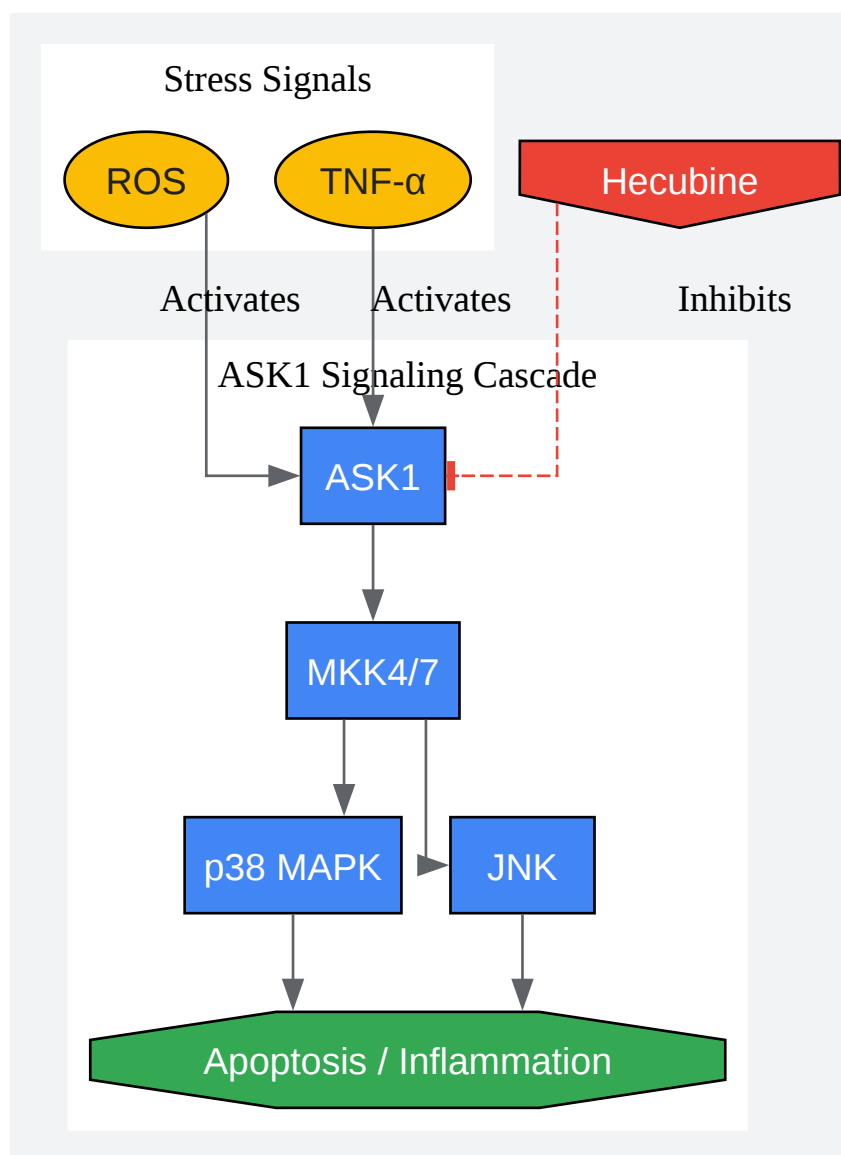 Stress Signals
ROS
TNF-α
Hecubine
Activates
Activates
Inhibits
ASK1 Signaling Cascade
ASK1
MKK4/7
p38 MAPK
JNK
Apoptosis / Inflammation